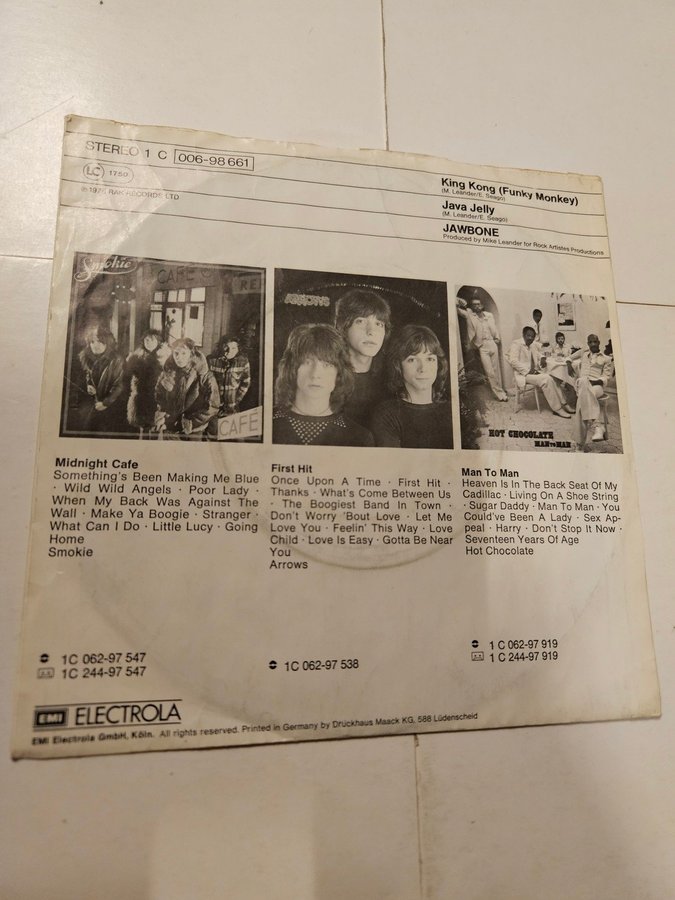 STEREO 1 C 006-98 661
LC 1750
RAK RECORDS LTD
King Kong (Funky Monkey)
(M. Leander/E. Seago)
Java Jelly
(M. Leander/E. Seago)
JAWBONE
Produced by Mike Leander for Rock Artistes Productions
Smokie
CAFE
CAFÉ
ARROWS
HOT CHOCOLATE
MAN TO MAN
Midnight Cafe
Something's Been Making Me Blue
· Wild Wild Angels · Poor Lady ·
When My Back Was Against The
Wall · Make Ya Boogie · Stranger ·
What Can I Do · Little Lucy · Going
Home
Smokie
First Hit
Once Upon A Time · First Hit ·
Thanks · What's Come Between Us
· The Boogiest Band In Town ·
Don't Worry 'Bout Love · Let Me
Love You · Feelin' This Way · Love
Child · Love Is Easy · Gotta Be Near
You
Arrows
Man To Man
Heaven Is In The Back Seat Of My
Cadillac · Living On A Shoe String
· Sugar Daddy · Man To Man · You
Could've Been A Lady · Sex Ap-
peal · Harry · Don't Stop It Now ·
Seventeen Years Of Age
Hot Chocolate
1C 062-97 547
1C 244-97 547
1C 062-97 538
1 C 062-97 919
1 C 244-97 919
EMI ELECTROLA
EMI Electrola GmbH, Köln. All rights reserved. Printed in Germany by Druckhaus Maack KG, 588 Lüdenscheid